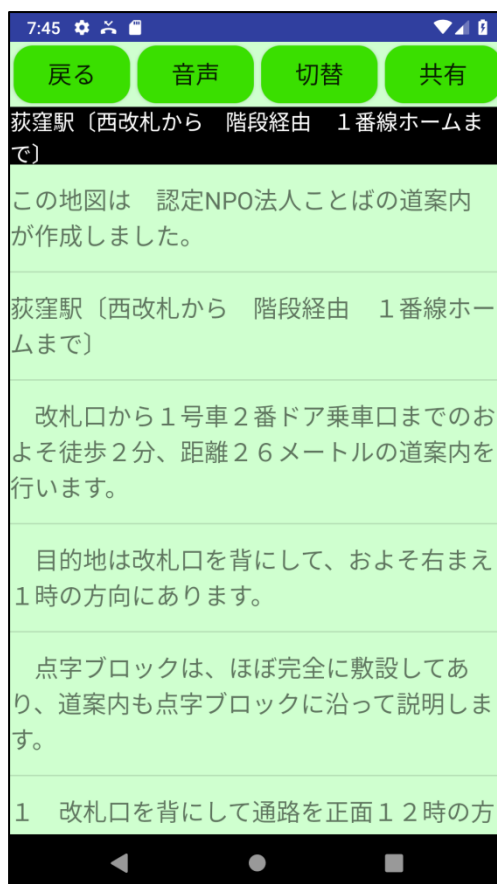 7:45
戻る 音声 切替 共有
荻窪駅〔西改札から　階段経由　１番線ホームま
で〕
この地図は　認定NPO法人ことばの道案内
が作成しました。
荻窪駅〔西改札から　階段経由　１番線ホー
ムまで〕
　改札口から１号車２番ドア乗車口までのお
よそ徒歩２分、距離２６メートルの道案内を
行います。
　目的地は改札口を背にして、およそ右まえ
１時の方向にあります。
　点字ブロックは、ほぼ完全に敷設してあ
り、道案内も点字ブロックに沿って説明しま
す。
１　改札口を背にして通路を正面１２時の方